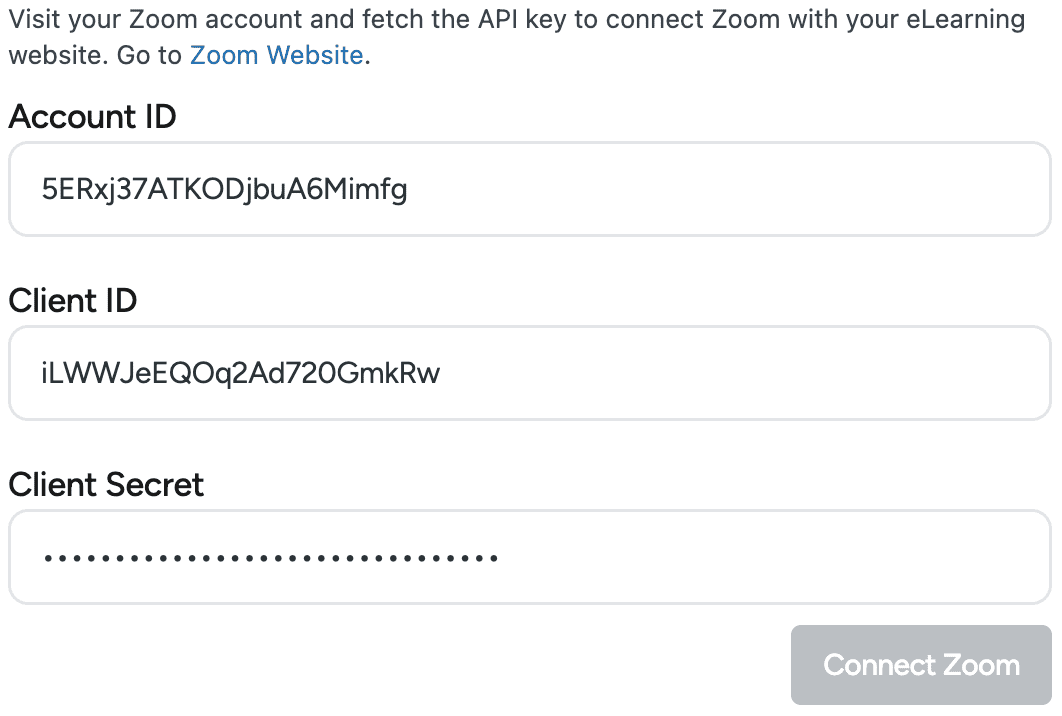 Visit your Zoom account and fetch the API key to connect Zoom with your eLearning
website. Go to Zoom Website.
Account ID
5ERxj37ATKODjbuA6Mimfg
Client ID
iLWWJeEQOq2Ad720GmkRw
Client Secret
••••••••••••••••••••••••••••••••
Connect Zoom